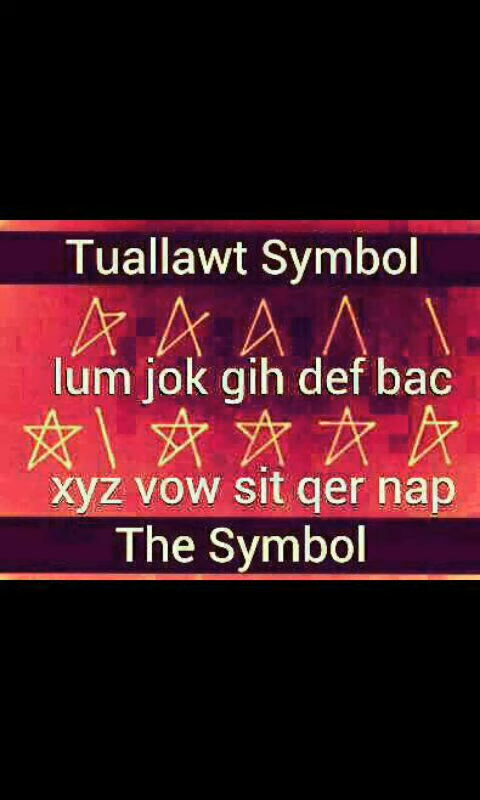 Tuallawt Symbol
lum jok gih def bac
xyz vow sit qer nap
The Symbol